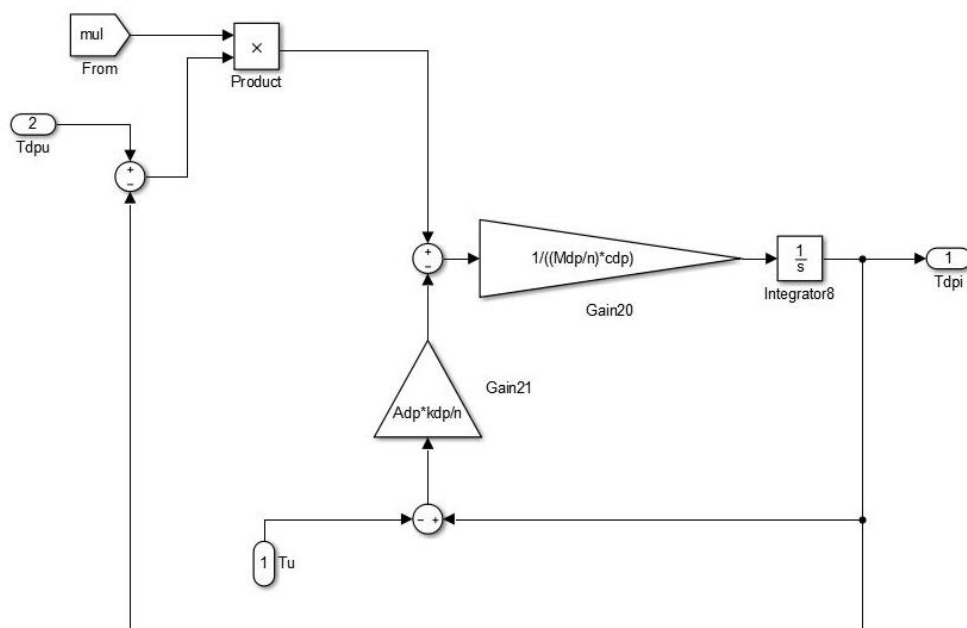 mul
From
×
Product
2
Tdpu
+
−
+
−
1/((Mdp/n)*cdp)
Gain20
1
s
Integrator8
1
Tdpi
Gain21
Adp*kdp/n
− +
1
Tu